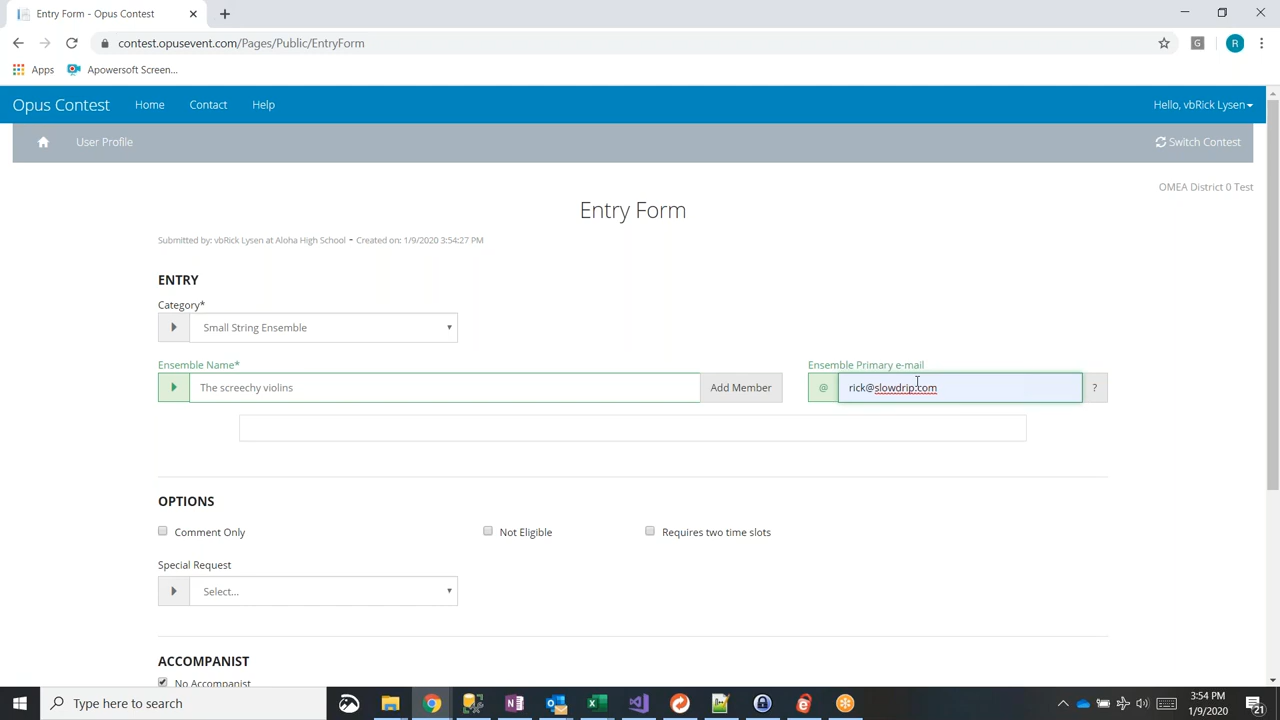 Entry Form - Opus Contest
contest.opusevent.com/Pages/Public/EntryForm
G
R
Apps
Apowersoft Screen...
Opus Contest
Home
Contact
Help
Hello, vbRick Lysen
User Profile
Switch Contest
OMEA District 0 Test
Entry Form
Submitted by: vbRick Lysen at Aloha High School - Created on: 1/9/2020 3:54:27 PM
ENTRY
Category*
Small String Ensemble
Ensemble Name*
Ensemble Primary e-mail
The screechy violins
Add Member
@
rick@slowdrip.com
?
OPTIONS
Comment Only
Not Eligible
Requires two time slots
Special Request
Select...
ACCOMPANIST
No Accompanist
Type here to search
3:54 PM
1/9/2020
21